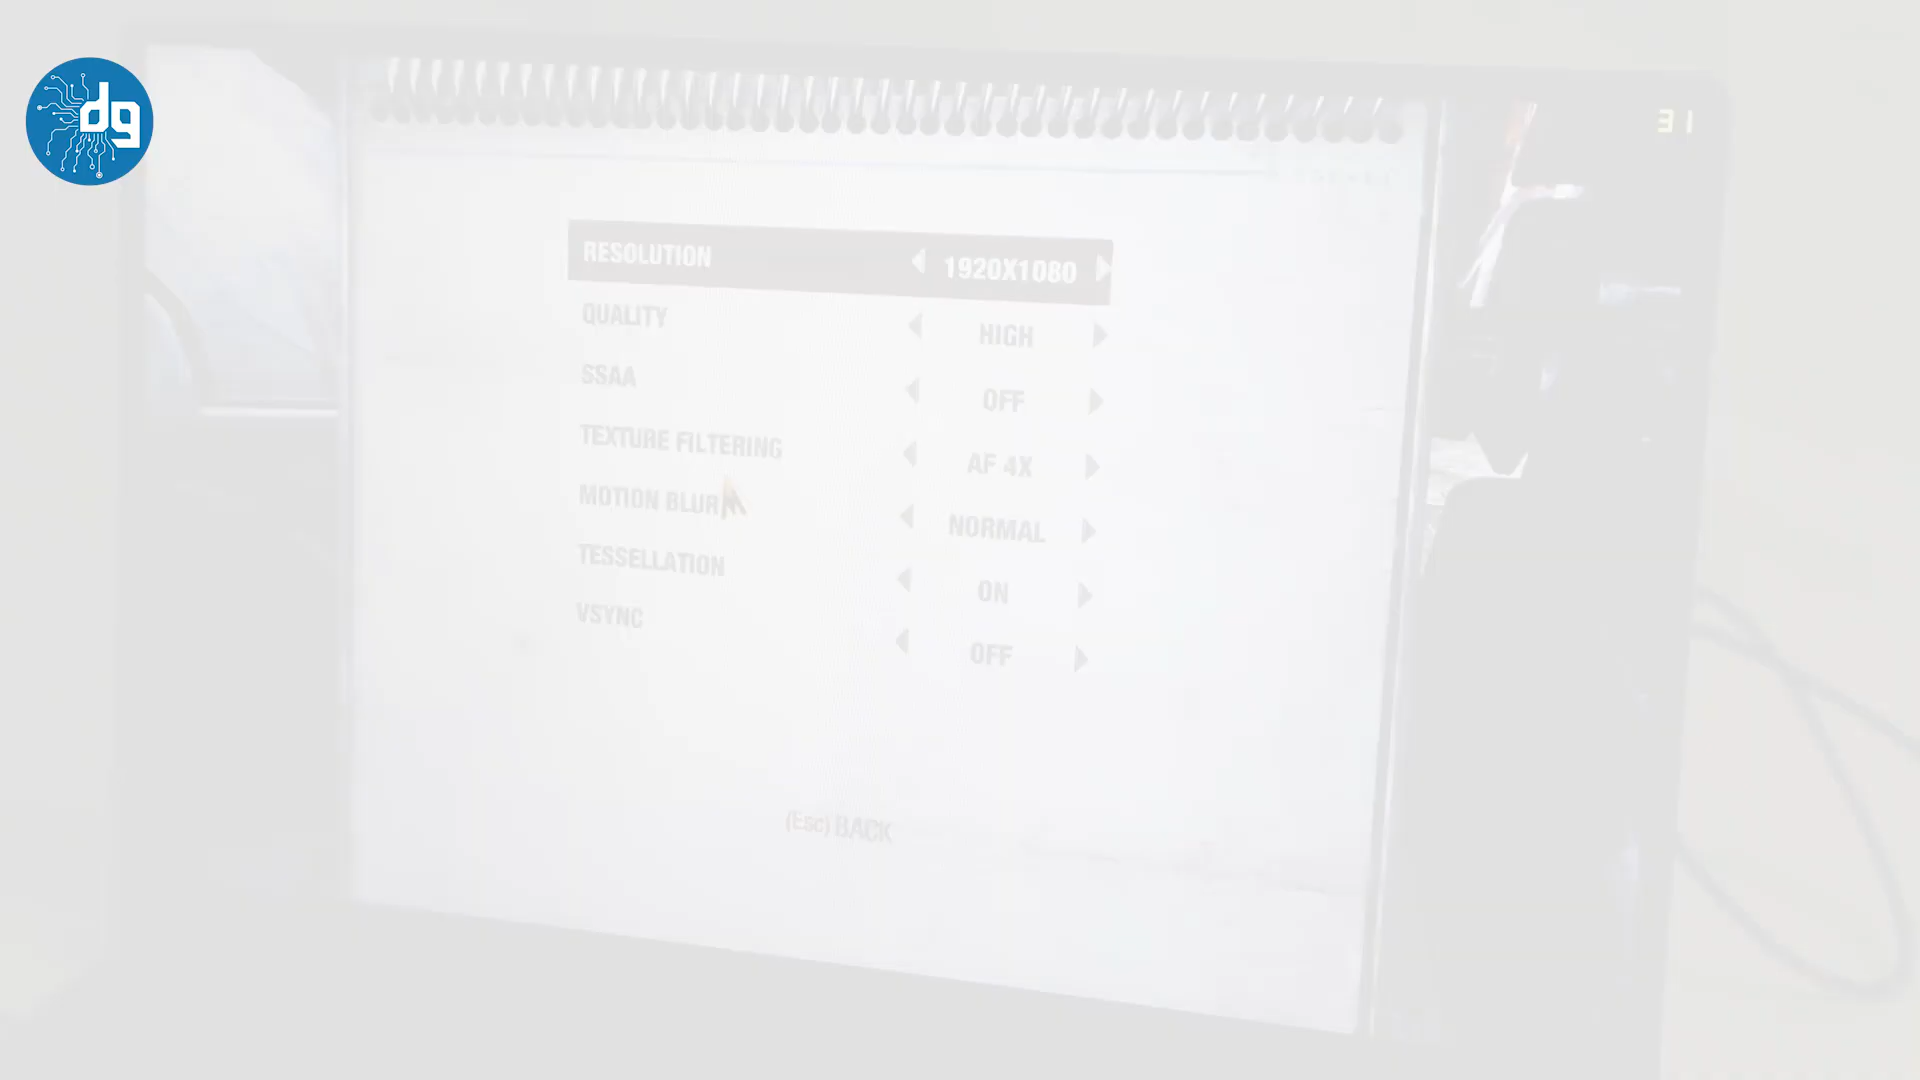 dg
31
RESOLUTION 1920X1080
QUALITY HIGH
SSAA OFF
TEXTURE FILTERING AF 4X
MOTION BLUR NORMAL
TESSELLATION ON
VSYNC OFF
(Esc) BACK